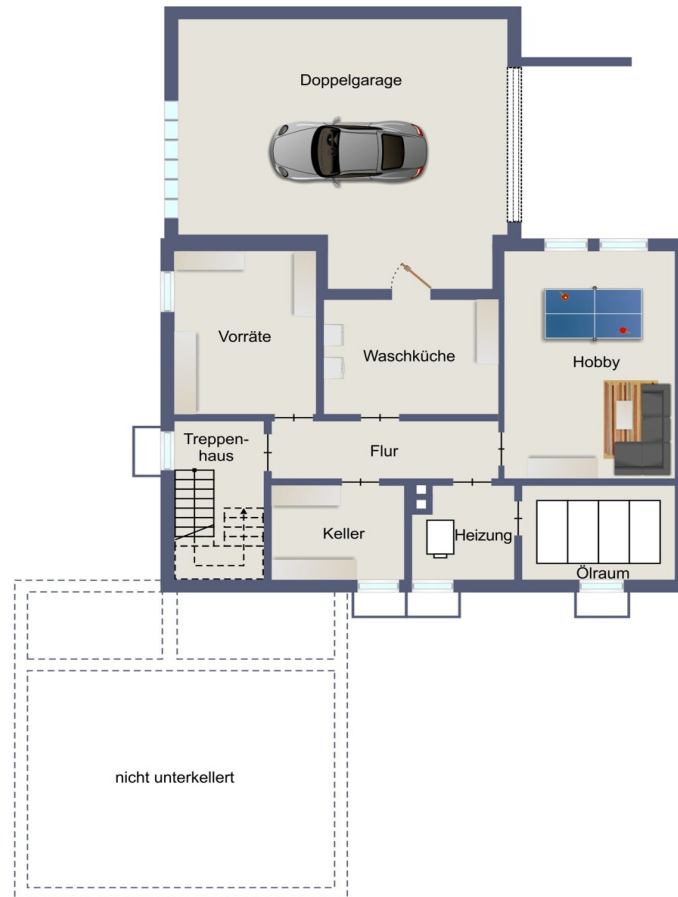 Doppelgarage
Vorräte
Waschküche
Hobby
Treppen-
haus
Flur
Keller
Heizung
Ölraum
nicht unterkellert